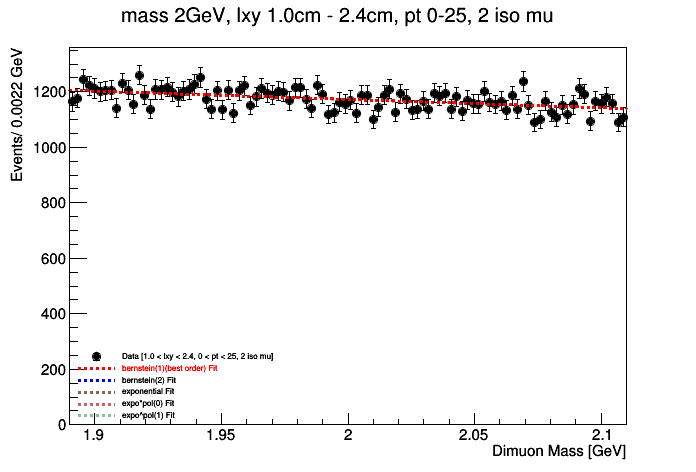 mass 2GeV, lxy 1.0cm - 2.4cm, pt 0-25, 2 iso mu
Events/ 0.0022 GeV
1200
1000
800
600
400
200
0
Data [1.0 < lxy < 2.4, 0 < pt < 25, 2 iso mu]
bernstein(1)(best order) Fit
bernstein(2) Fit
exponential Fit
expo*pol(0) Fit
expo*pol(1) Fit
1.9 1.95 2 2.05 2.1
Dimuon Mass [GeV]